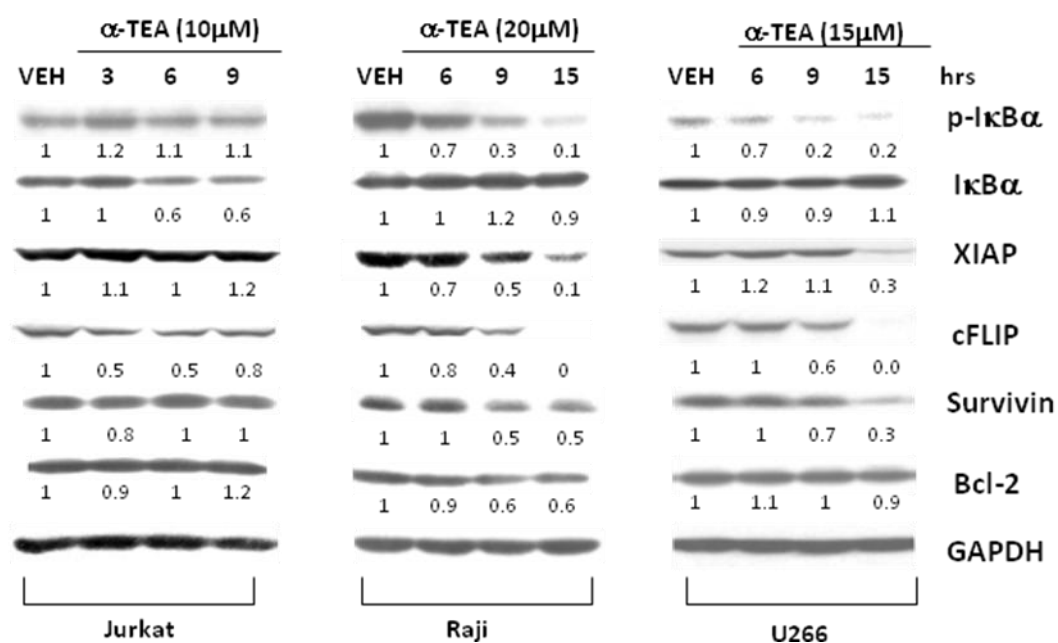 α-TEA (10μM) α-TEA (20μM) α-TEA (15μM)
VEH 3 6 9 VEH 6 9 15 VEH 6 9 15 hrs
p-IκBα
1 1.2 1.1 1.1 1 0.7 0.3 0.1 1 0.7 0.2 0.2
IκBα
1 1 0.6 0.6 1 1 1.2 0.9 1 0.9 0.9 1.1
XIAP
1 1.1 1 1.2 1 0.7 0.5 0.1 1 1.2 1.1 0.3
cFLIP
1 0.5 0.5 0.8 1 0.8 0.4 0 1 1 0.6 0.0
Survivin
1 0.8 1 1 1 1 0.5 0.5 1 1 0.7 0.3
Bcl-2
1 0.9 1 1.2 1 0.9 0.6 0.6 1 1.1 1 0.9
GAPDH
Jurkat Raji U266